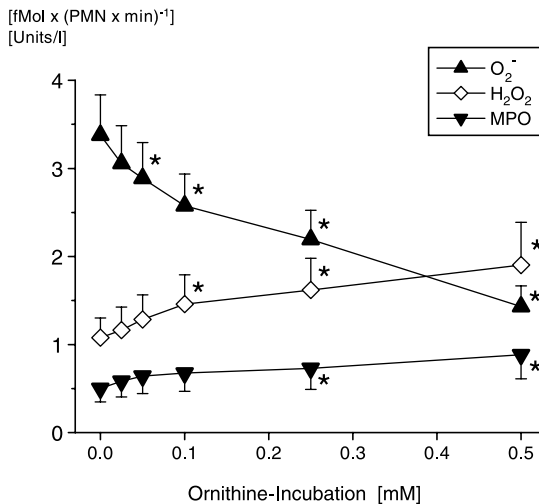 [fMol x (PMN x min)⁻¹
[Units/l]
O₂⁻
H₂O₂
MPO
4
3
2
1
0
* * * *
* * *
*
* *
0.0 0.1 0.2 0.3 0.4 0.5
Ornithine-Incubation [mM]